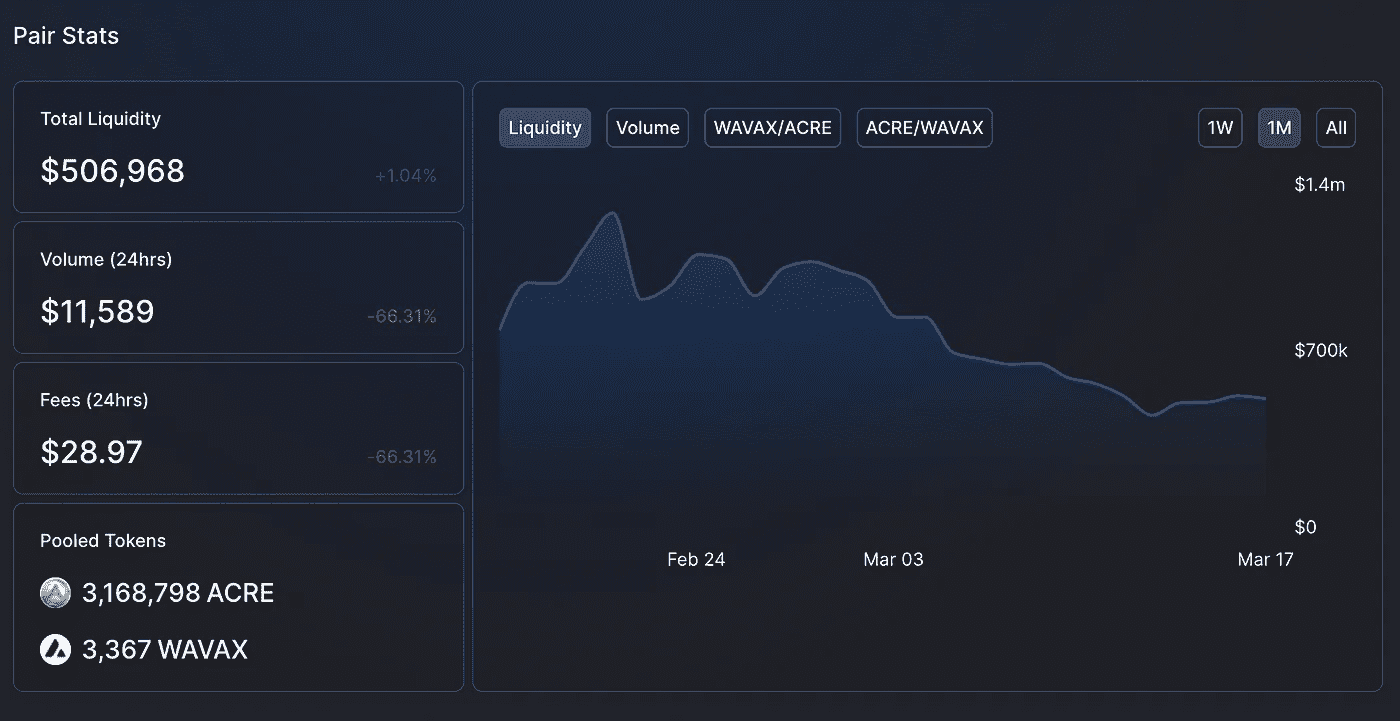 Pair Stats
Total Liquidity
$506,968
+1.04%
Volume (24hrs)
$11,589
-66.31%
Fees (24hrs)
$28.97
-66.31%
Pooled Tokens
3,168,798 ACRE
3,367 WAVAX
Liquidity Volume WAVAX/ACRE ACRE/WAVAX 1W 1M All
$1.4m
$700k
$0
Feb 24 Mar 03 Mar 17